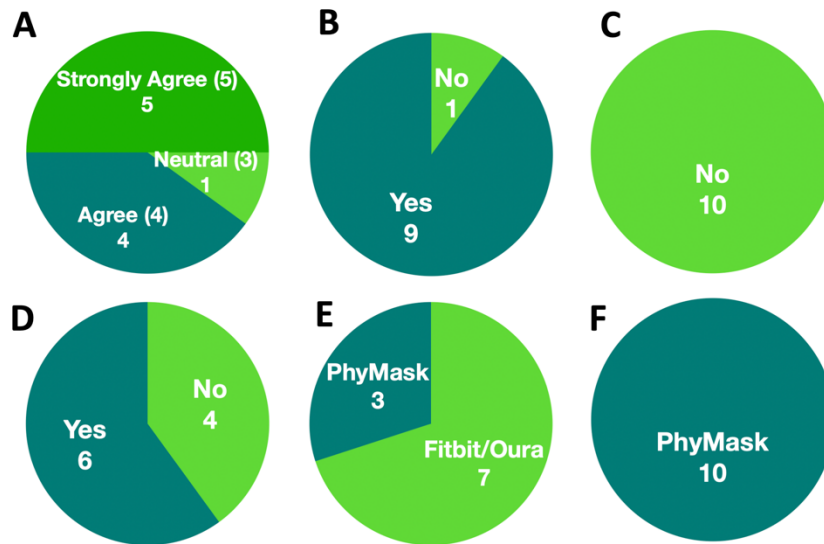 A
Strongly Agree (5)
5
Neutral (3)
1
Agree (4)
4
B
No
1
Yes
9
C
No
10
D
No
4
Yes
6
E
PhyMask
3
Fitbit/Oura
7
F
PhyMask
10